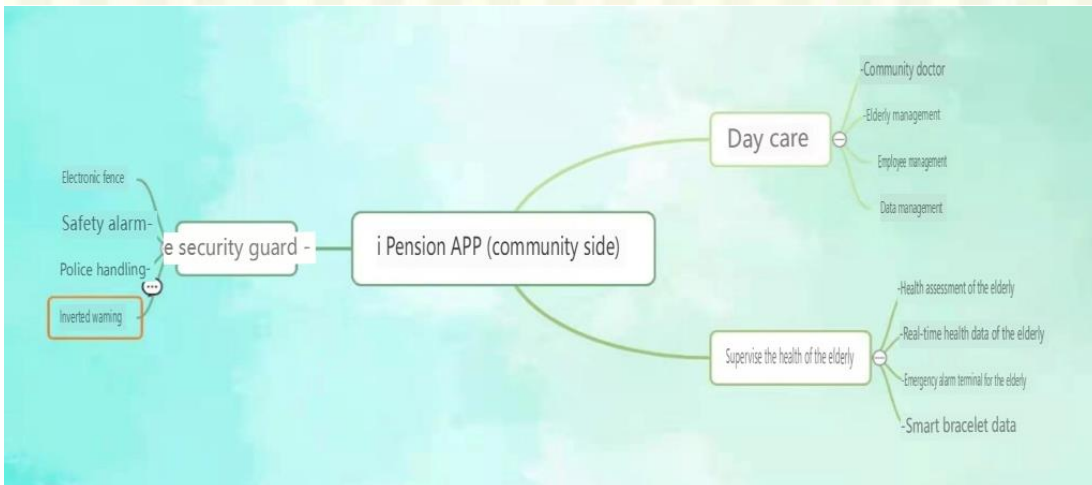 Electronic fence
Safety alarm-
Police handling-
Inverted warning
e security guard -
i Pension APP (community side)
Day care
-Community doctor
-Elderly management
Employee management
Data management
Supervise the health of the elderly
-Health assessment of the elderly
-Real-time health data of the elderly
-Emergency alarm terminal for the elderly
-Smart bracelet data